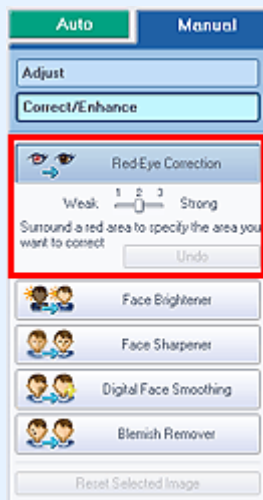 Auto Manual
Adjust
Correct/Enhance
Red-Eye Correction
1 2 3
Weak Strong
Surround a red area to specify the area you
want to correct
Undo
Face Brightener
Face Sharpener
Digital Face Smoothing
Blemish Remover
Reset Selected Image